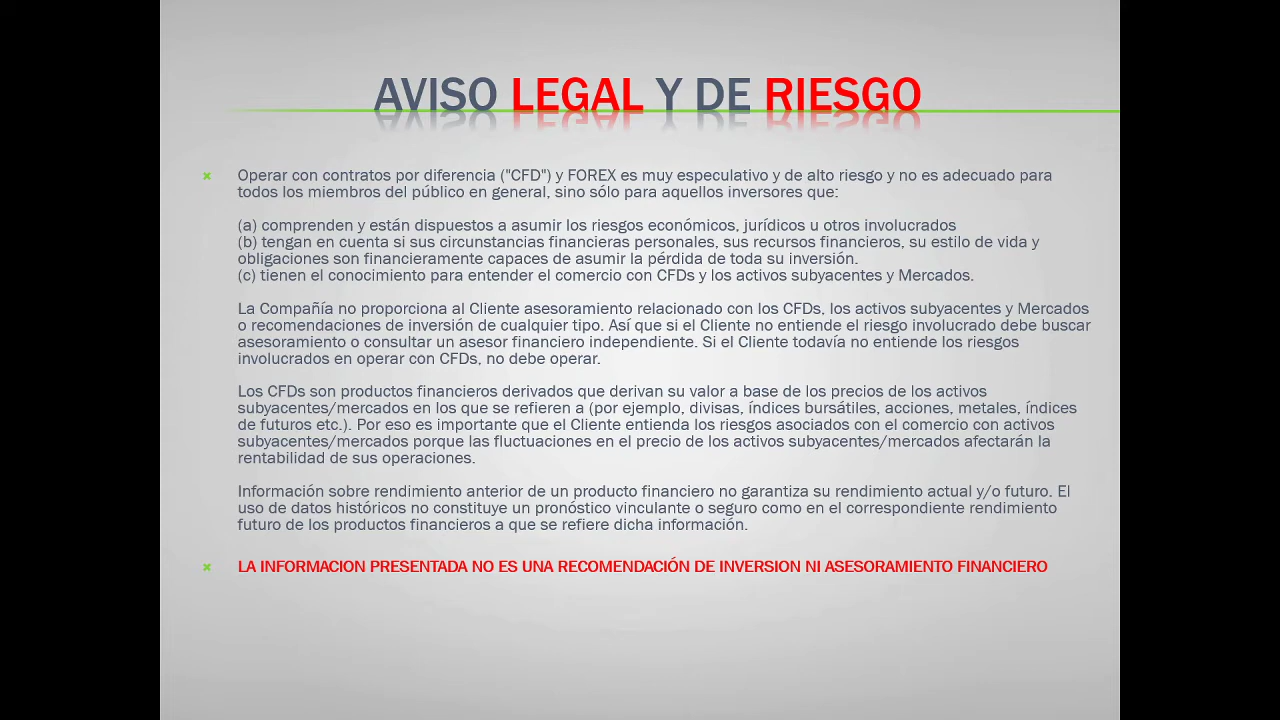 AVISO LEGAL Y DE RIESGO
Operar con contratos por diferencia ("CFD") y FOREX es muy especulativo y de alto riesgo y no es adecuado para
todos los miembros del público en general, sino sólo para aquellos inversores que:
(a) comprenden y están dispuestos a asumir los riesgos económicos, jurídicos u otros involucrados
(b) tengan en cuenta si sus circunstancias financieras personales, sus recursos financieros, su estilo de vida y
obligaciones son financieramente capaces de asumir la pérdida de toda su inversión.
(c) tienen el conocimiento para entender el comercio con CFDs y los activos subyacentes y Mercados.
La Compañía no proporciona al Cliente asesoramiento relacionado con los CFDs, los activos subyacentes y Mercados
o recomendaciones de inversión de cualquier tipo. Así que si el Cliente no entiende el riesgo involucrado debe buscar
asesoramiento o consultar un asesor financiero independiente. Si el Cliente todavía no entiende los riesgos
involucrados en operar con CFDs, no debe operar.
Los CFDs son productos financieros derivados que derivan su valor a base de los precios de los activos
subyacentes/mercados en los que se refieren a (por ejemplo, divisas, índices bursátiles, acciones, metales, índices
de futuros etc.). Por eso es importante que el Cliente entienda los riesgos asociados con el comercio con activos
subyacentes/mercados porque las fluctuaciones en el precio de los activos subyacentes/mercados afectarán la
rentabilidad de sus operaciones.
Información sobre rendimiento anterior de un producto financiero no garantiza su rendimiento actual y/o futuro. El
uso de datos históricos no constituye un pronóstico vinculante o seguro como en el correspondiente rendimiento
futuro de los productos financieros a que se refiere dicha información.
LA INFORMACION PRESENTADA NO ES UNA RECOMENDACIÓN DE INVERSION NI ASESORAMIENTO FINANCIERO